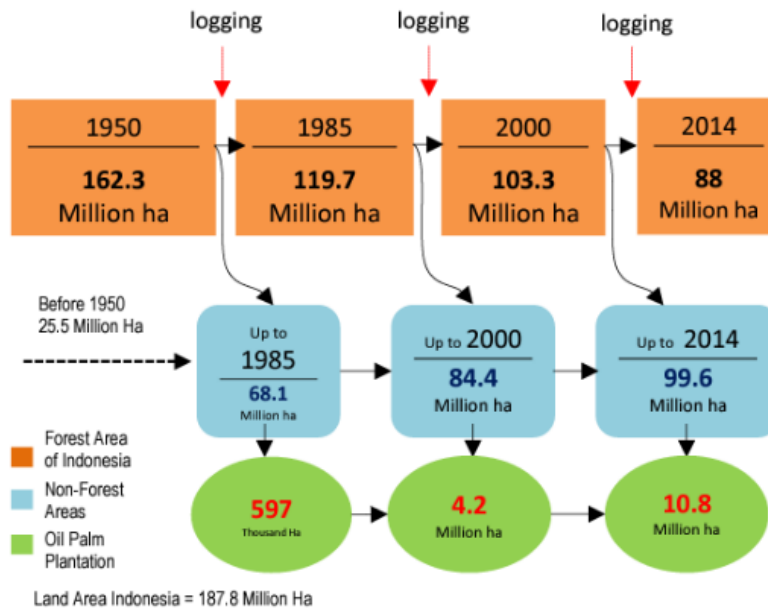 logging
logging
logging
1950
162.3
Million ha
1985
119.7
Million ha
2000
103.3
Million ha
2014
88
Million ha
Before 1950
25.5 Million Ha
Up to
1985
68.1
Million ha
Up to 2000
84.4
Million ha
Up to 2014
99.6
Million ha
Forest Area
of Indonesia
Non-Forest
Areas
Oil Palm
Plantation
597
Thousand Ha
4.2
Million ha
10.8
Million ha
Land Area Indonesia = 187.8 Million Ha